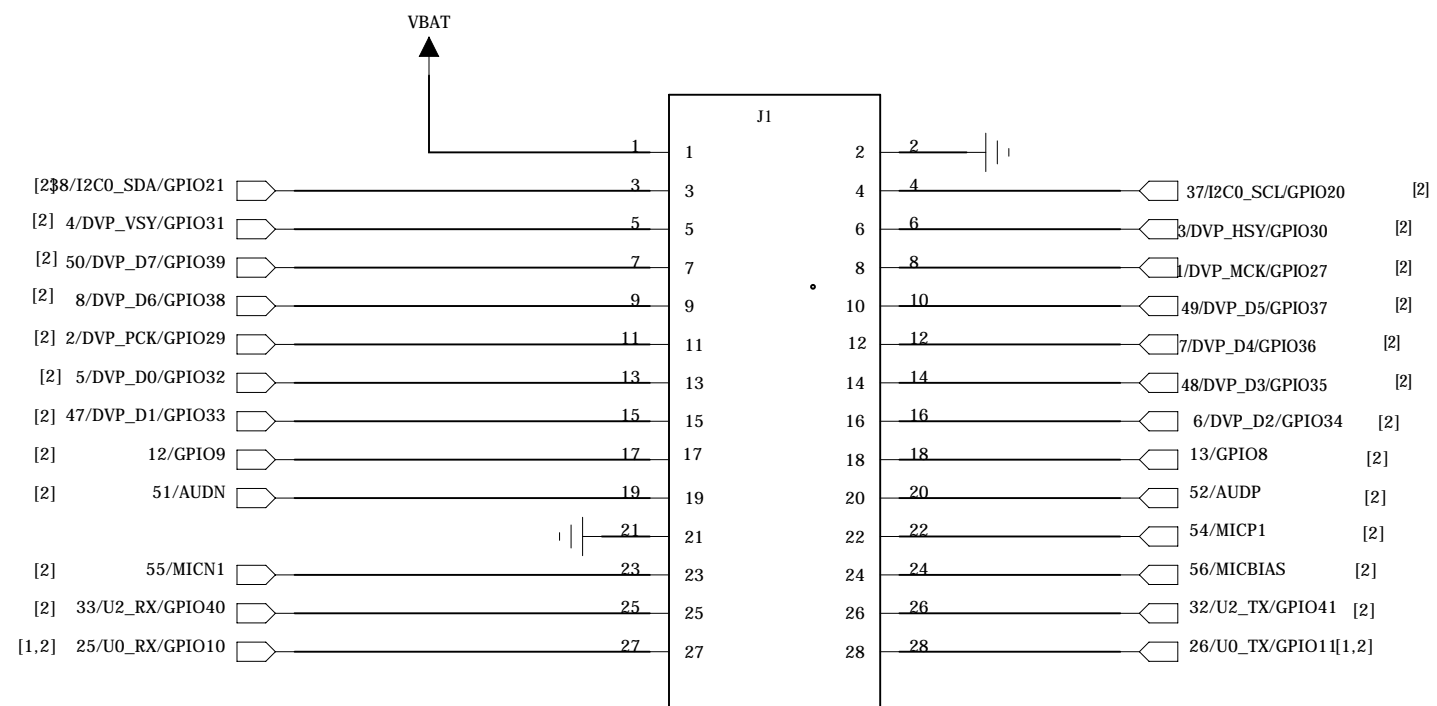 VBAT
J1
1 1 2 2
[2] 38/I2C0_SDA/GPIO21 3 3 4 4 37/I2C0_SCL/GPIO20 [2]
[2] 4/DVP_VSY/GPIO31 5 5 6 6 3/DVP_HSY/GPIO30 [2]
[2] 50/DVP_D7/GPIO39 7 7 8 8 1/DVP_MCK/GPIO27 [2]
[2] 8/DVP_D6/GPIO38 9 9 10 10 49/DVP_D5/GPIO37 [2]
[2] 2/DVP_PCK/GPIO29 11 11 12 12 7/DVP_D4/GPIO36 [2]
[2] 5/DVP_D0/GPIO32 13 13 14 14 48/DVP_D3/GPIO35 [2]
[2] 47/DVP_D1/GPIO33 15 15 16 16 6/DVP_D2/GPIO34 [2]
[2] 12/GPIO9 17 17 18 18 13/GPIO8 [2]
[2] 51/AUDN 19 19 20 20 52/AUDP [2]
21 21 22 22 54/MICP1 [2]
[2] 55/MICN1 23 23 24 24 56/MICBIAS [2]
[2] 33/U2_RX/GPIO40 25 25 26 26 32/U2_TX/GPIO41 [2]
[1,2] 25/U0_RX/GPIO10 27 27 28 28 26/U0_TX/GPIO11[1,2]